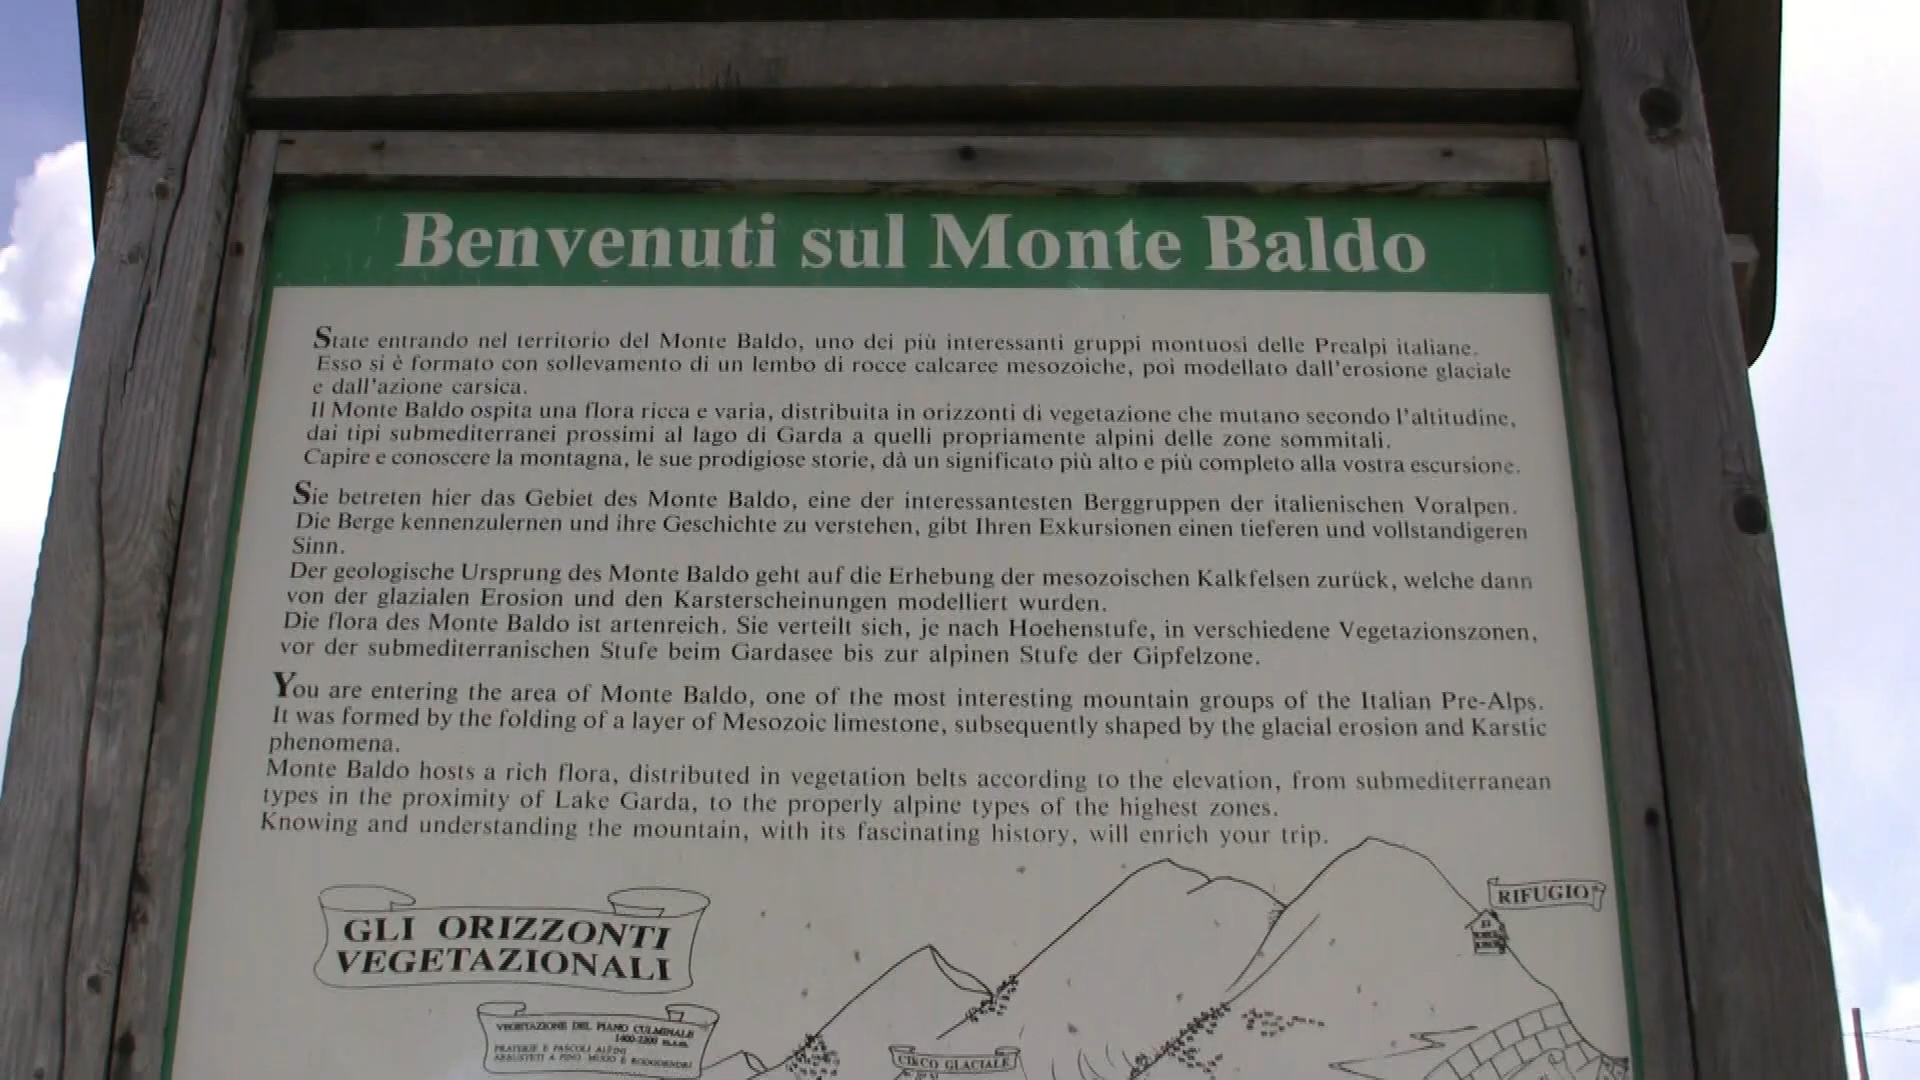 Benvenuti sul Monte Baldo
State entrando nel territorio del Monte Baldo, uno dei più interessanti gruppi montuosi delle Prealpi italiane.
Esso si è formato con sollevamento di un lembo di rocce calcaree mesozoiche, poi modellato dall'erosione glaciale
e dall'azione carsica.
Il Monte Baldo ospita una flora ricca e varia, distribuita in orizzonti di vegetazione che mutano secondo l'altitudine,
dai tipi submediterranei prossimi al lago di Garda a quelli propriamente alpini delle zone sommitali.
Capire e conoscere la montagna, le sue prodigiose storie, dà un significato più alto e più completo alla vostra escursione.
Sie betreten hier das Gebiet des Monte Baldo, eine der interessantesten Berggruppen der italienischen Voralpen.
Die Berge kennenzulernen und ihre Geschichte zu verstehen, gibt Ihren Exkursionen einen tieferen und vollstandigeren
Sinn.
Der geologische Ursprung des Monte Baldo geht auf die Erhebung der mesozoischen Kalkfelsen zurück, welche dann
von der glazialen Erosion und den Karsterscheinungen modelliert wurden.
Die flora des Monte Baldo ist artenreich. Sie verteilt sich, je nach Hochenstufe, in verschiedene Vegetazionszonen,
vor der submediterranischen Stufe beim Gardasee bis zur alpinen Stufe der Gipfelzone.
You are entering the area of Monte Baldo, one of the most interesting mountain groups of the Italian Pre-Alps.
It was formed by the folding of a layer of Mesozoic limestone, subsequently shaped by the glacial erosion and Karstic
phenomena.
Monte Baldo hosts a rich flora, distributed in vegetation belts according to the elevation, from submediterranean
types in the proximity of Lake Garda, to the properly alpine types of the highest zones.
Knowing and understanding the mountain, with its fascinating history, will enrich your trip.
RIFUGIO
GLI ORIZZONTI
VEGETAZIONALI
VEGETAZIONE DEL PIANO CULMINALE
1400-2200 m.s.m.
PRATERIE E PASCOLI ALPINI
ARBUSTETI A PINO MUGO E RODODENDRI
CIRCO GLACIALE